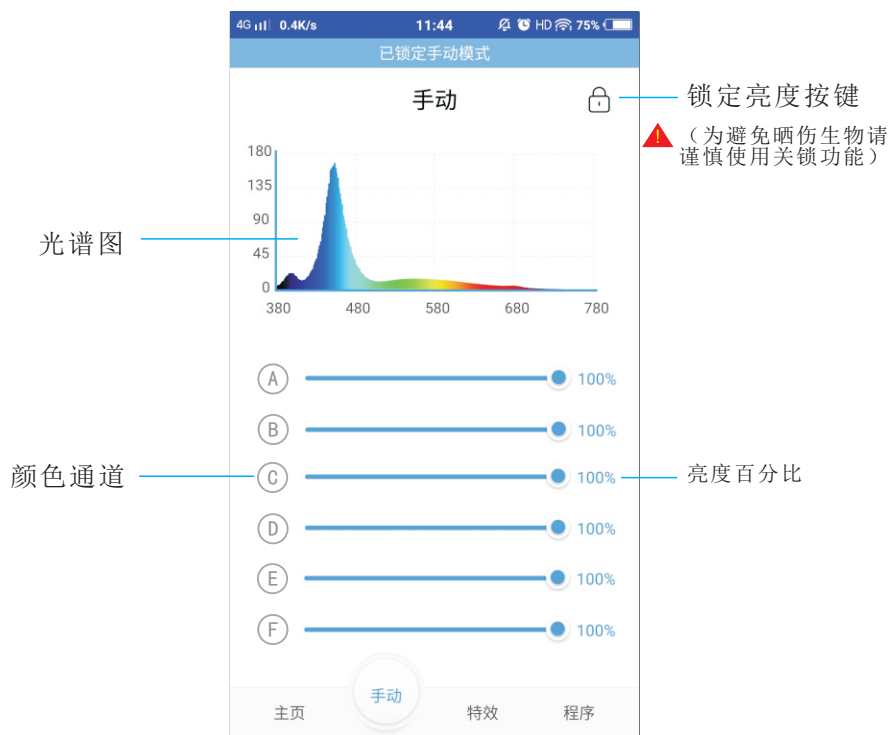 4G 0.4K/s 11:44 HD 75%
已锁定手动模式
手动
锁定亮度按键
!
（为避免晒伤生物请
谨慎使用关锁功能）
180
135
90
45
0
380 480 580 680 780
光谱图
A 100%
B 100%
颜色通道
C 100%
亮度百分比
D 100%
E 100%
F 100%
主页 手动 特效 程序